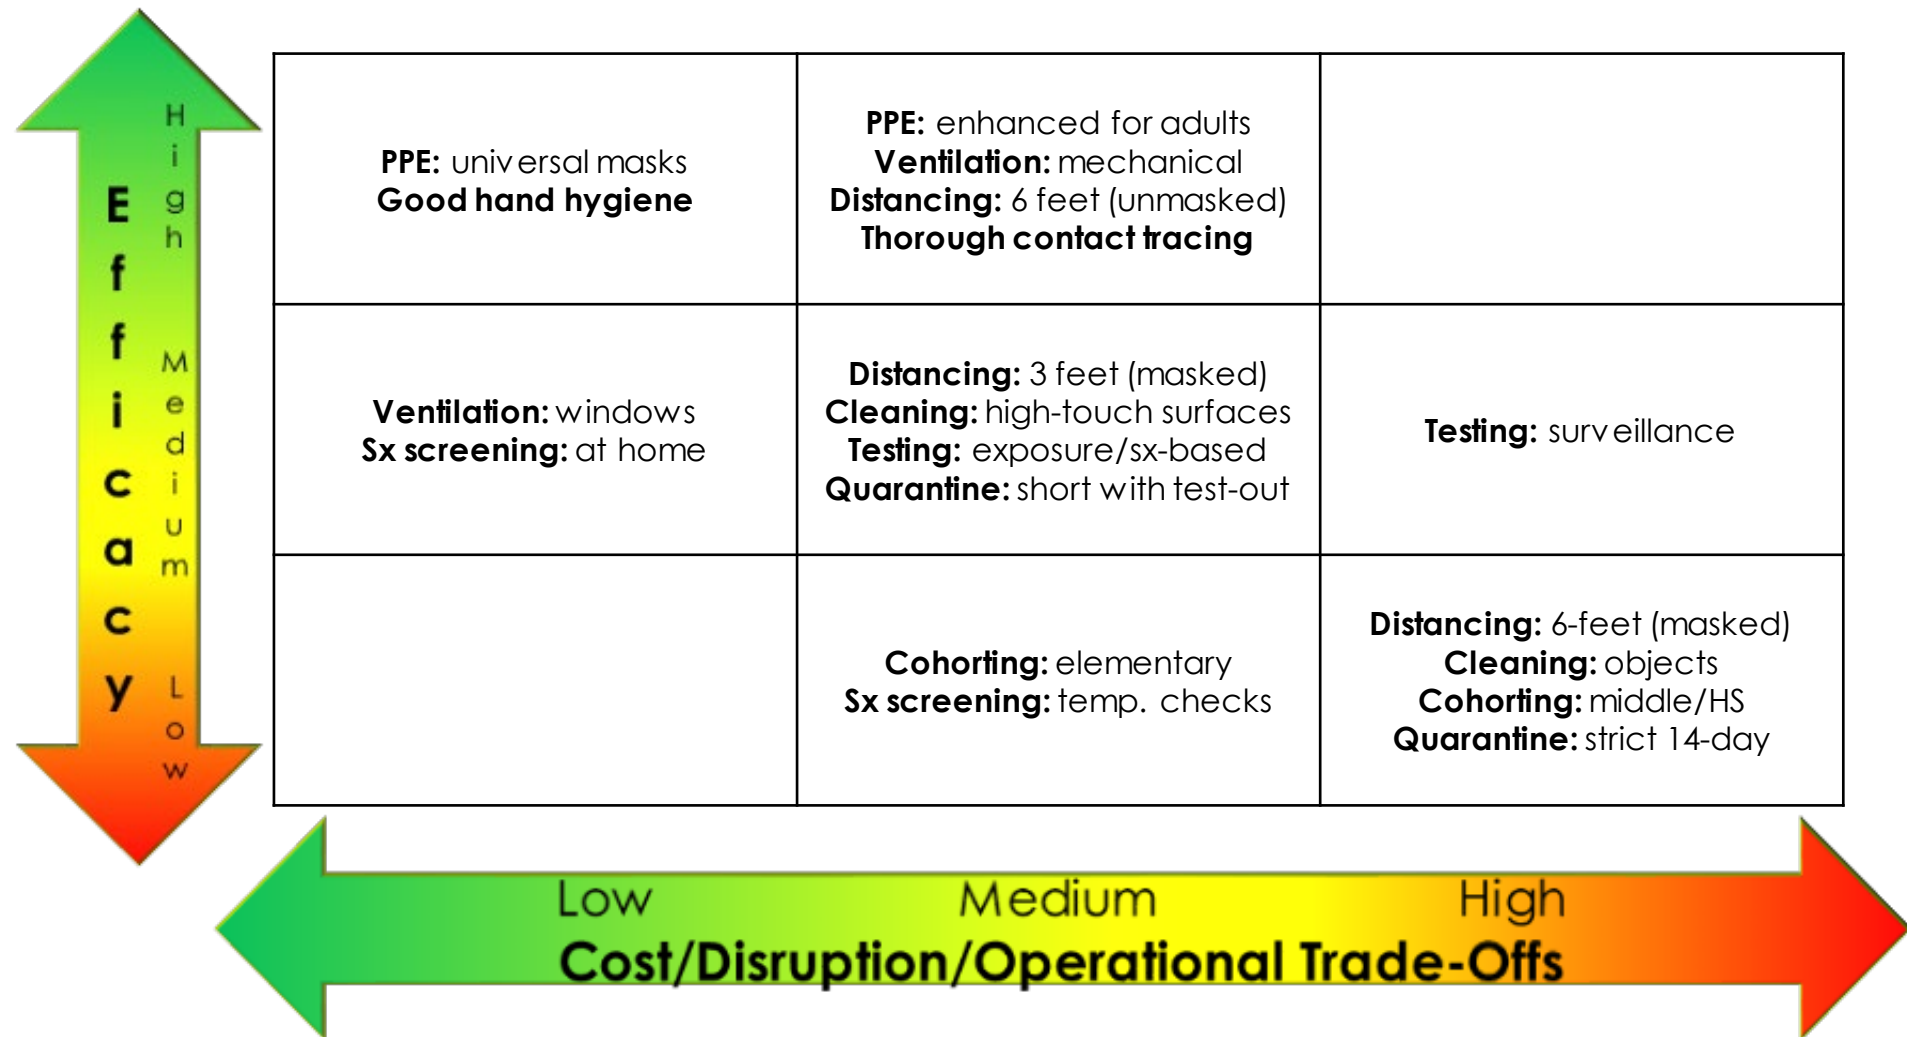 Efficacy
High
Medium
Low
PPE: universal masks
Good hand hygiene
PPE: enhanced for adults
Ventilation: mechanical
Distancing: 6 feet (unmasked)
Thorough contact tracing
Ventilation: windows
Sx screening: at home
Distancing: 3 feet (masked)
Cleaning: high-touch surfaces
Testing: exposure/sx-based
Quarantine: short with test-out
Testing: surveillance
Cohorting: elementary
Sx screening: temp. checks
Distancing: 6-feet (masked)
Cleaning: objects
Cohorting: middle/HS
Quarantine: strict 14-day
Low Medium High
Cost/Disruption/Operational Trade-Offs